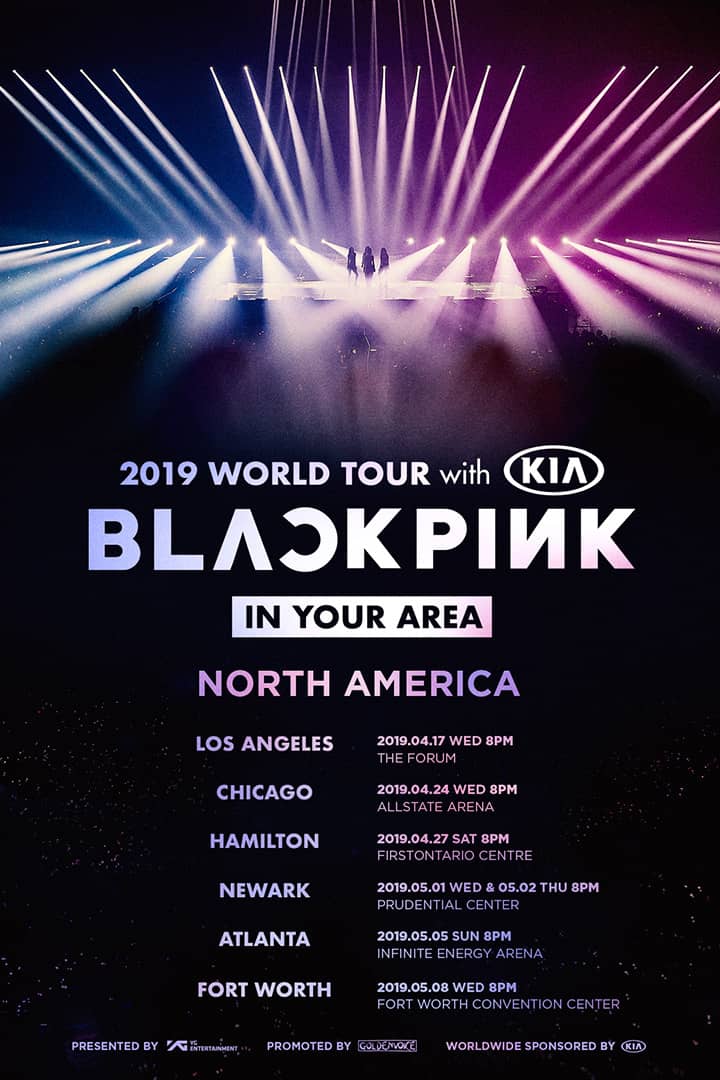 2019 WORLD TOUR with KIA
BLACKPINK
IN YOUR AREA
NORTH AMERICA
LOS ANGELES 2019.04.17 WED 8PM
THE FORUM
CHICAGO 2019.04.24 WED 8PM
ALLSTATE ARENA
HAMILTON 2019.04.27 SAT 8PM
FIRSTONTARIO CENTRE
NEWARK 2019.05.01 WED & 05.02 THU 8PM
PRUDENTIAL CENTER
ATLANTA 2019.05.05 SUN 8PM
INFINITE ENERGY ARENA
FORT WORTH 2019.05.08 WED 8PM
FORT WORTH CONVENTION CENTER
PRESENTED BY YG ENTERTAINMENT PROMOTED BY GOLDENVOICE WORLDWIDE SPONSORED BY KIA